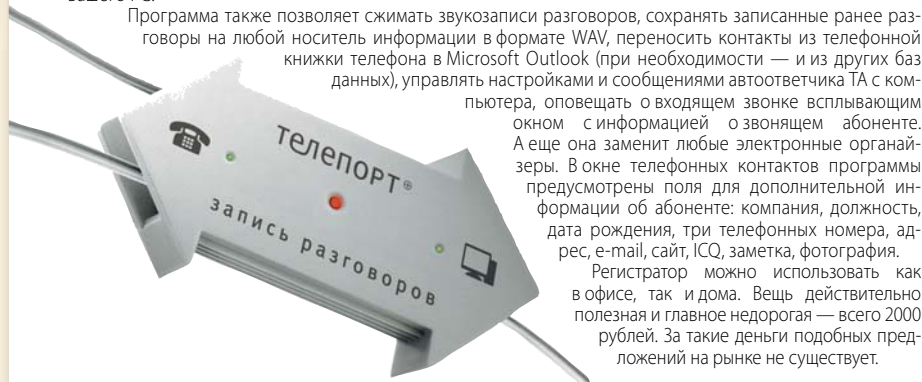 Программа также позволяет сжимать звукозаписи разговоров, сохранять записанные ранее раз-
говоры на любой носитель информации в формате WAV, переносить контакты из телефонной
книжки телефона в Microsoft Outlook (при необходимости — и из других баз
данных), управлять настройками и сообщениями автоответчика ТА с ком-
пьютера, оповещать о входящем звонке всплывающим
окном с информацией о звонящем абоненте.
А еще она заменит любые электронные органай-
зеры. В окне телефонных контактов программы
предусмотрены поля для дополнительной ин-
формации об абоненте: компания, должность,
дата рождения, три телефонных номера, ад-
рес, e-mail, сайт, ICQ, заметка, фотография.
Регистратор можно использовать как
в офисе, так и дома. Вещь действительно
полезная и главное недорогая — всего 2000
рублей. За такие деньги подобных пред-
ложений на рынке не существует.
Телепорт®
запись разговоров